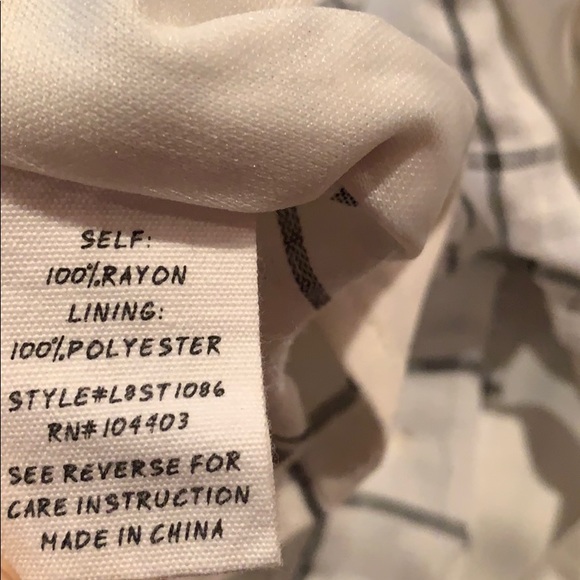 SELF:
100%RAYON
LINING:
100%POLYESTER
STYLE#L8ST1086
RN#104403
SEE REVERSE FOR
CARE INSTRUCTION
MADE IN CHINA